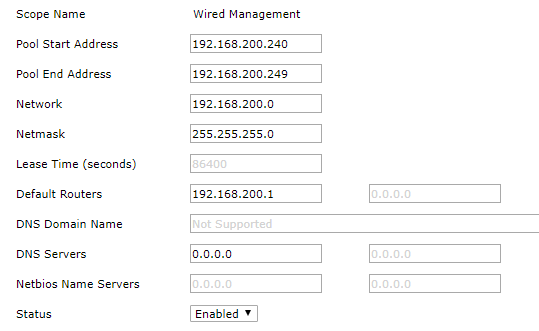 Scope Name Wired Management
Pool Start Address 192.168.200.240
Pool End Address 192.168.200.249
Network 192.168.200.0
Netmask 255.255.255.0
Lease Time (seconds) 86400
Default Routers 192.168.200.1 0.0.0.0
DNS Domain Name Not Supported
DNS Servers 0.0.0.0 0.0.0.0
Netbios Name Servers 0.0.0.0 0.0.0.0
Status Enabled